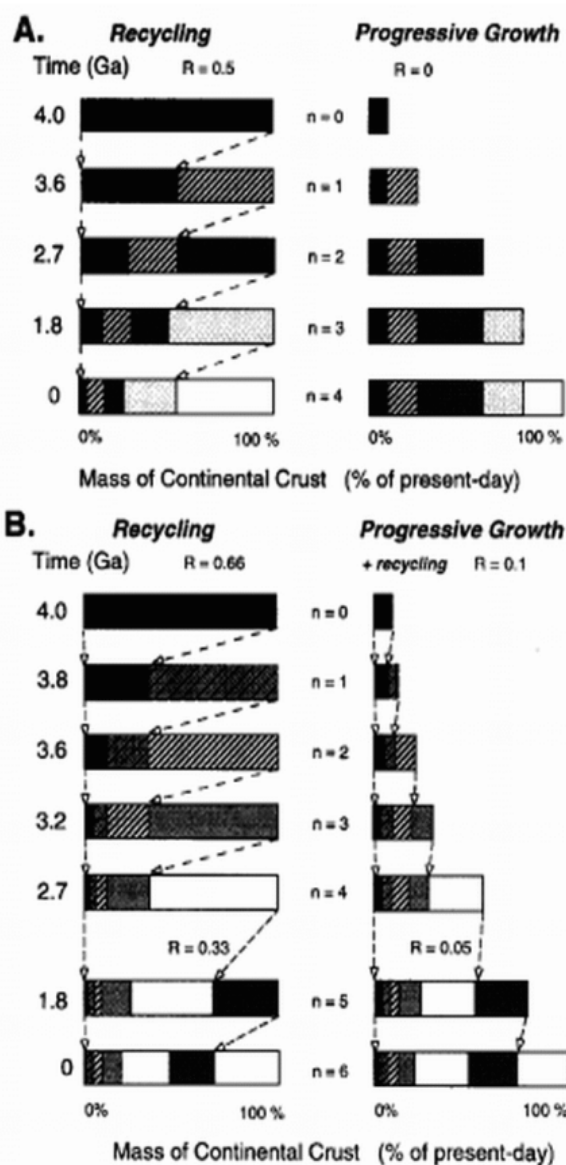 A. Recycling Progressive Growth
Time (Ga) R = 0.5 R = 0
4.0 n = 0
3.6 n = 1
2.7 n = 2
1.8 n = 3
0 n = 4
0% 100 % 0% 100 %
Mass of Continental Crust (% of present-day)
B. Recycling Progressive Growth
Time (Ga) R = 0.66 + recycling R = 0.1
4.0 n = 0
3.8 n = 1
3.6 n = 2
3.2 n = 3
2.7 n = 4
R = 0.33 R = 0.05
1.8 n = 5
0 n = 6
0% 100 % 0% 100 %
Mass of Continental Crust (% of present-day)